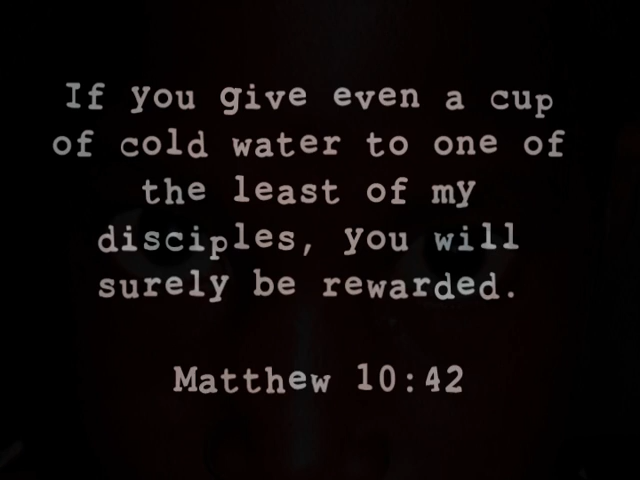 If you give even a cup
of cold water to one of
the least of my
disciples, you will
surely be rewarded.
Matthew 10:42